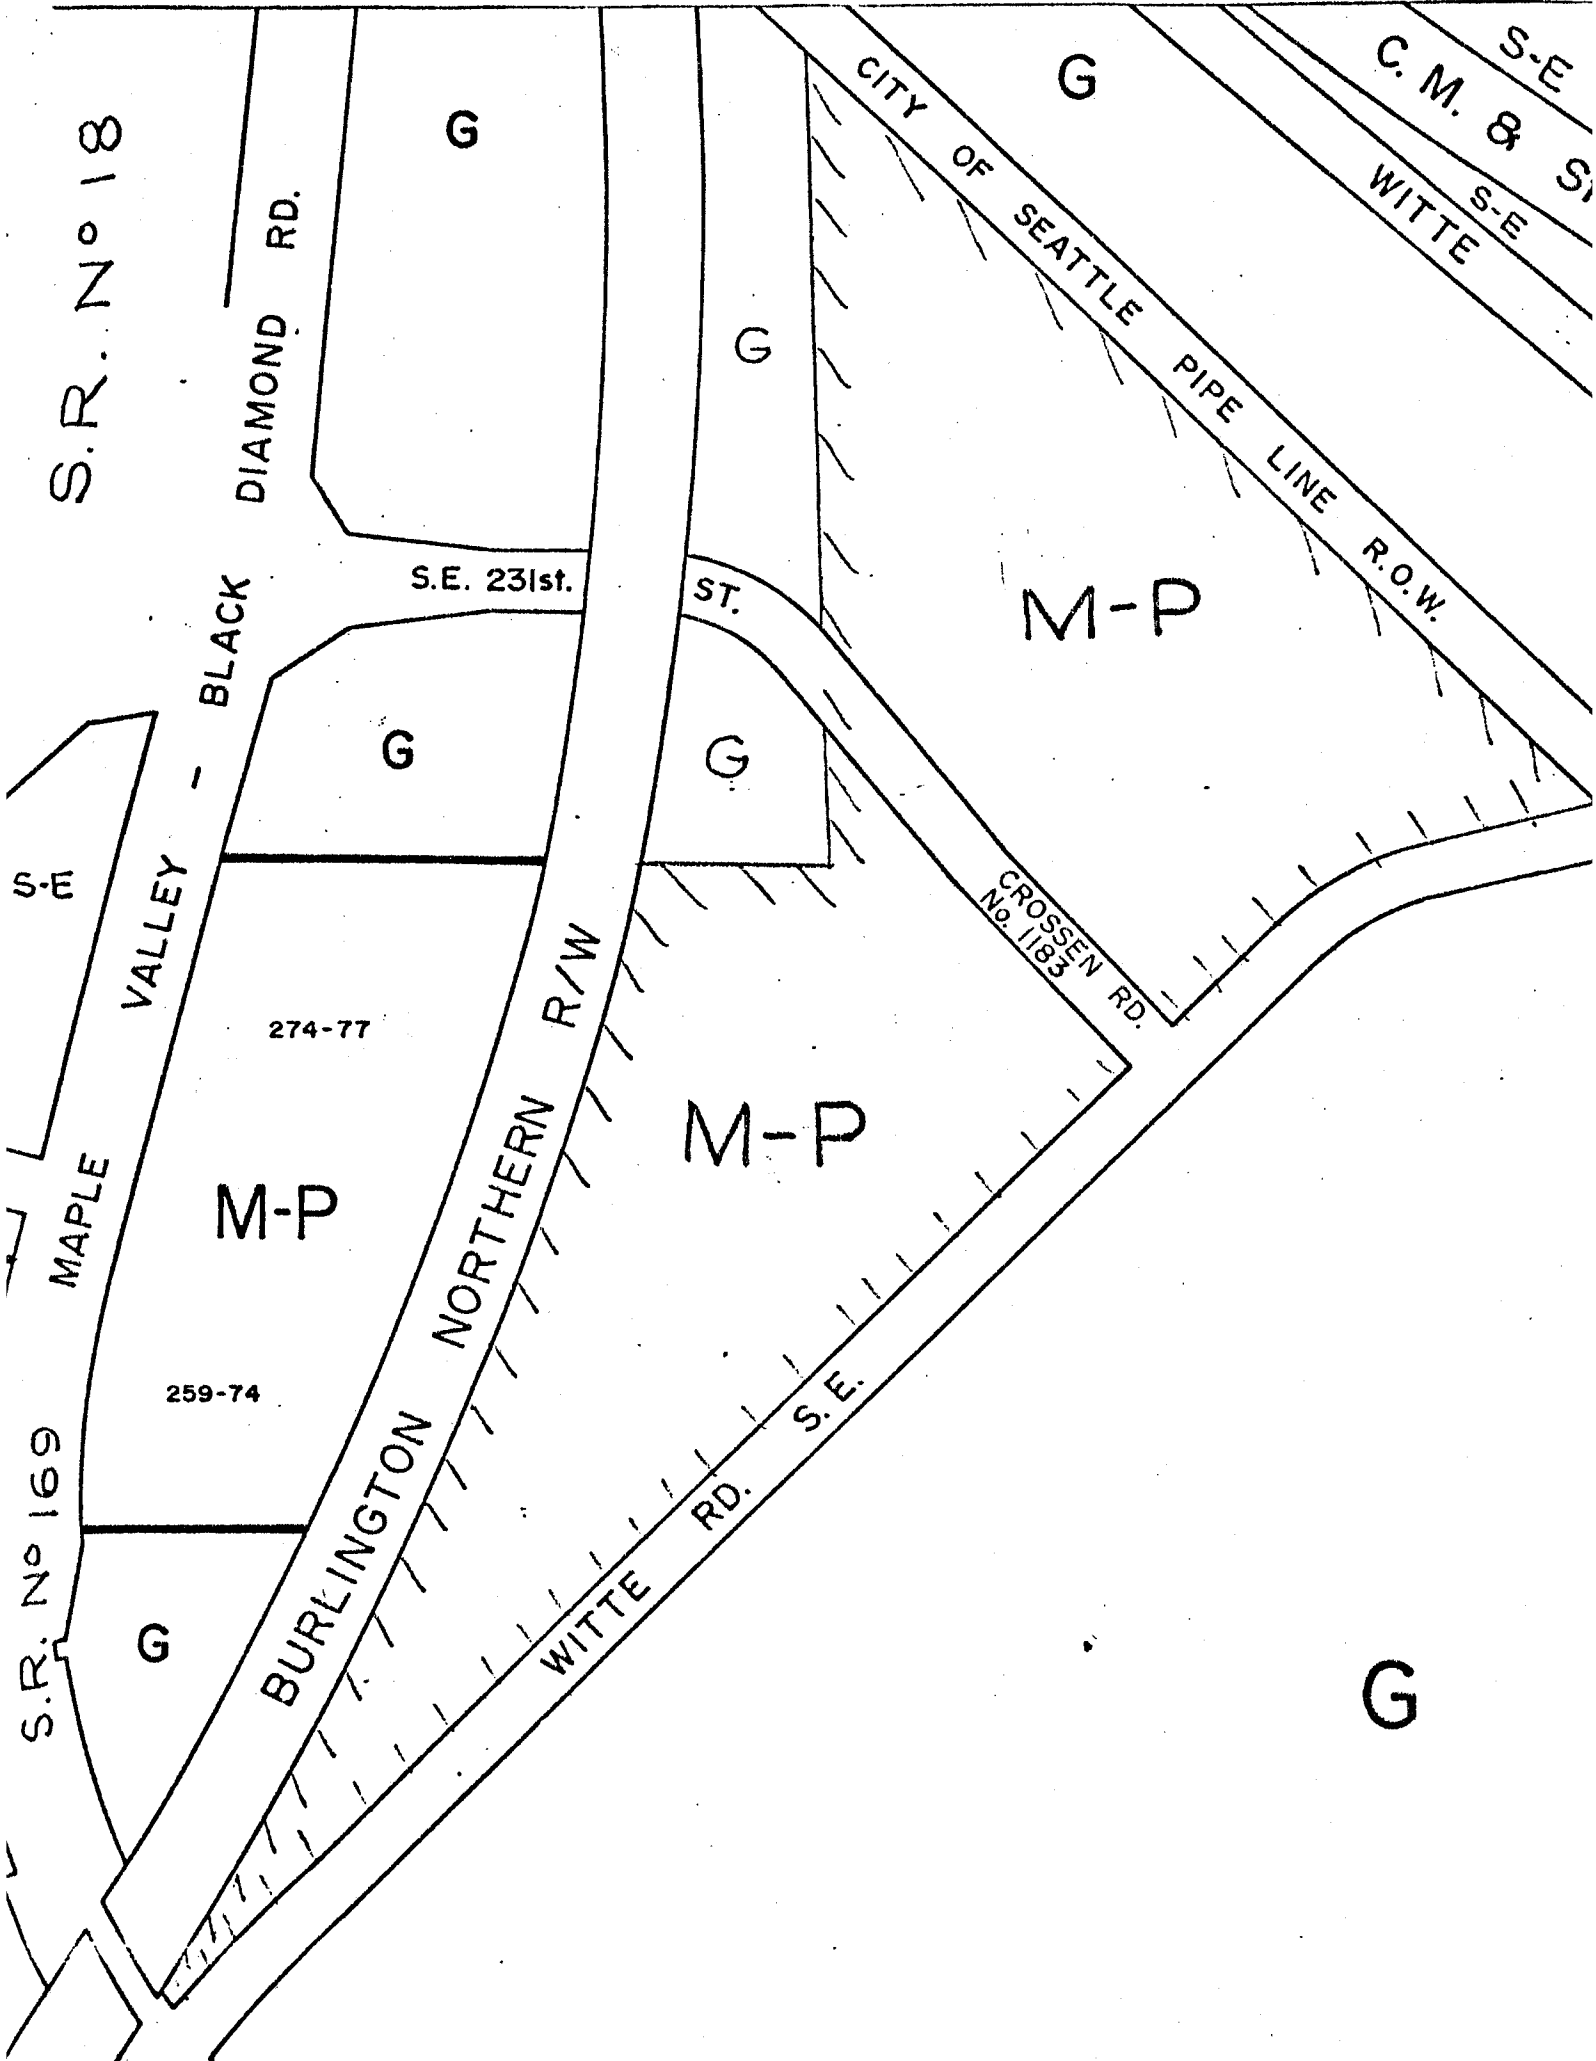 S-E
C. M. &
G
CITY OF SEATTLE PIPE LINE R.O.W.
G
S.R. No 18
WITTE
S-E
G
MAPLE VALLEY - BLACK DIAMOND RD.
S.E. 231st. ST.
M-P
G
G
S-E
CROSSEN RD.
No. 1183
274-77
M-P
M-P
259-74
BURLINGTON NORTHERN R/W
S.R. No 169
WITTE RD. S.E.
G
G